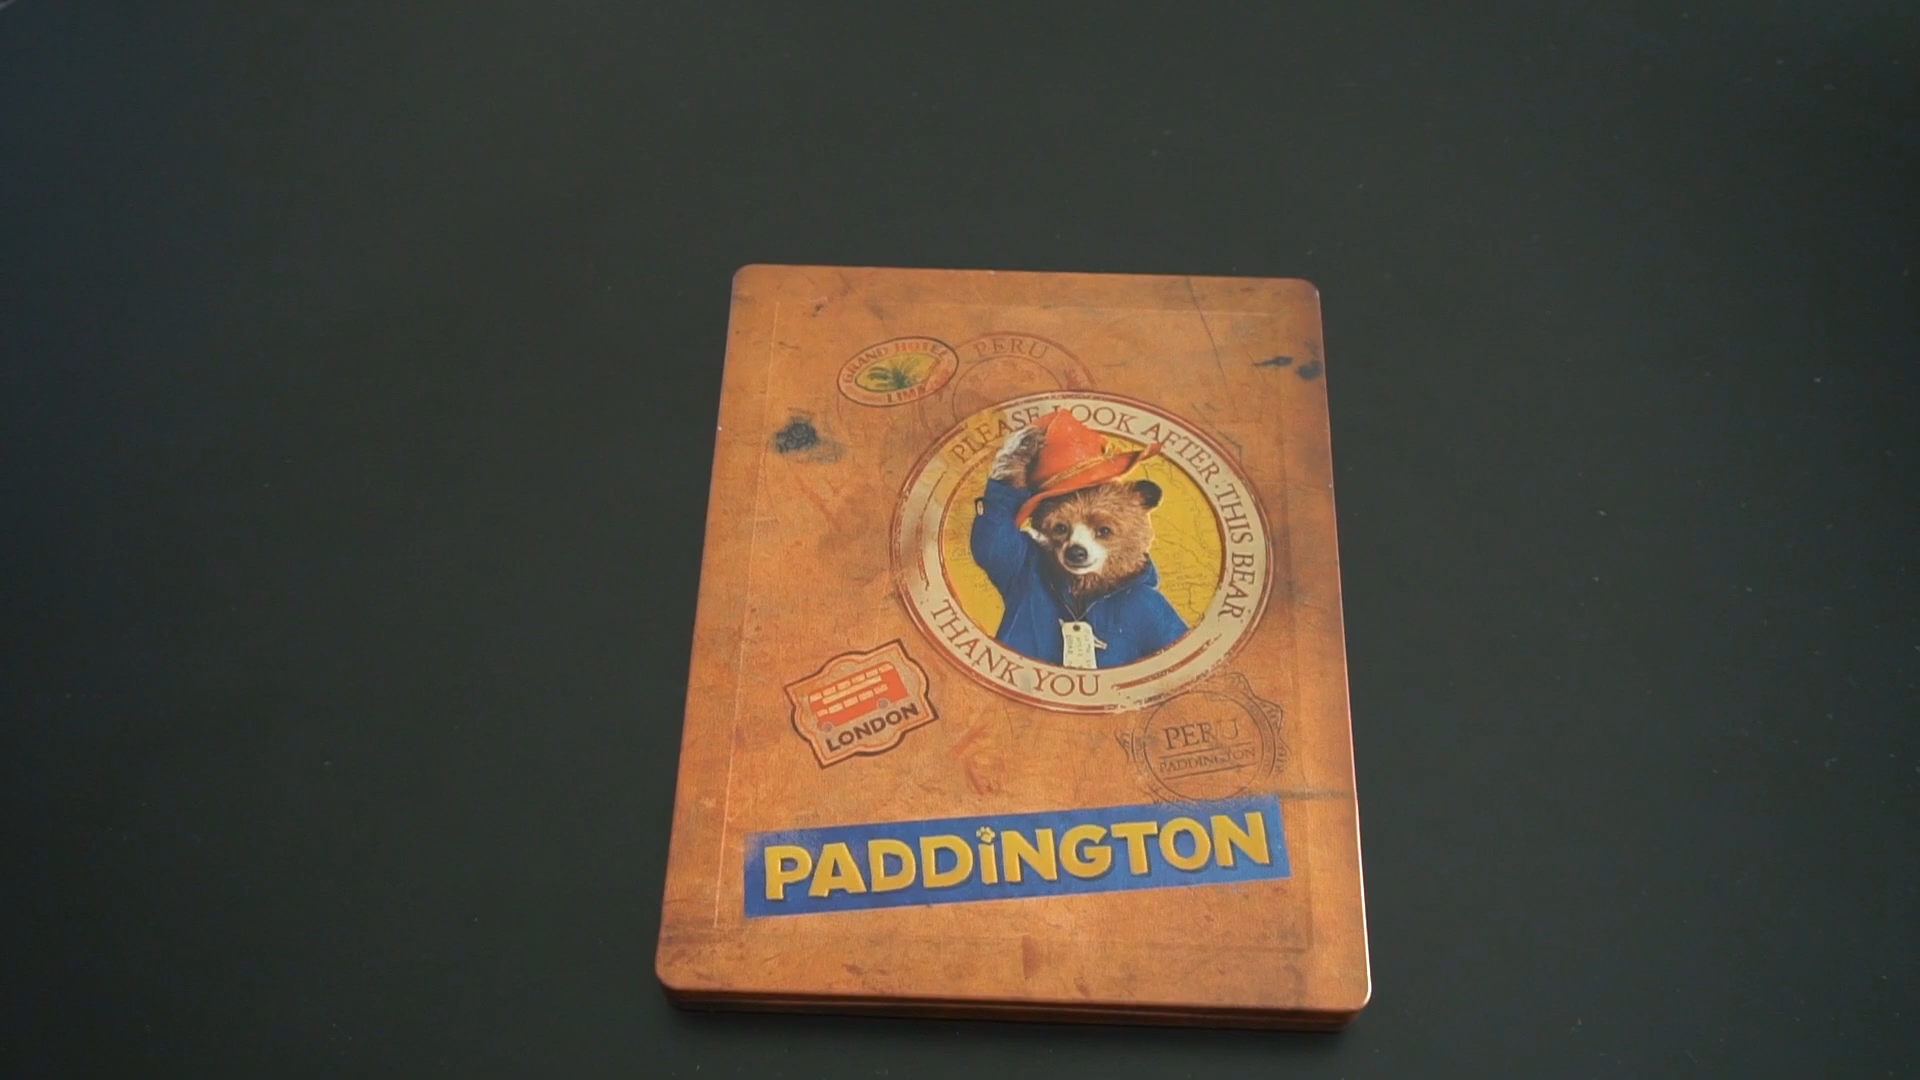 GRAND HOTEL
LIMA
PERU
PLEASE LOOK AFTER THIS BEAR
THANK YOU
LONDON
PERU
PADDINGTON
PADDiNGTON